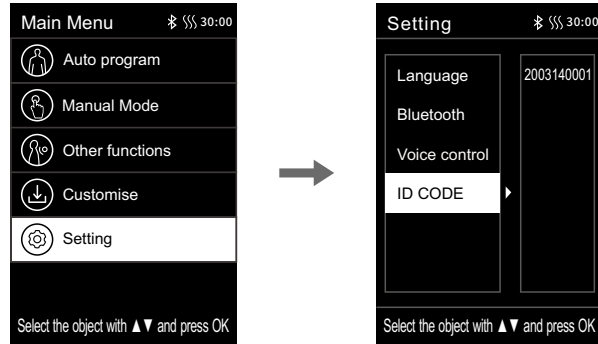 Main Menu 30:00
Auto program
Manual Mode
Other functions
Customise
Setting
Select the object with ▲▼ and press OK
Setting 30:00
Language
Bluetooth
Voice control
ID CODE
2003140001
Select the object with ▲▼ and press OK